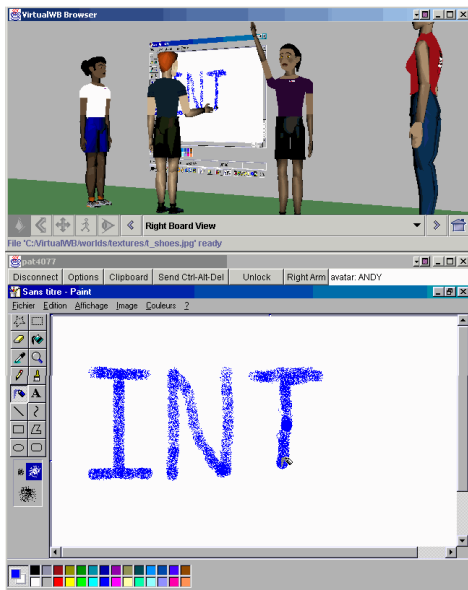 VirtualWB Browser
INT
Right Board View
File 'C:/VirtualWB/worlds/textures/t_shoes.jpg' ready
pat4077
Disconnect Options Clipboard Send Ctrl-Alt-Del Unlock Right Arm avatar: ANDY
Sans titre - Paint
Fichier Edition Affichage Image Couleurs ?
A
INT